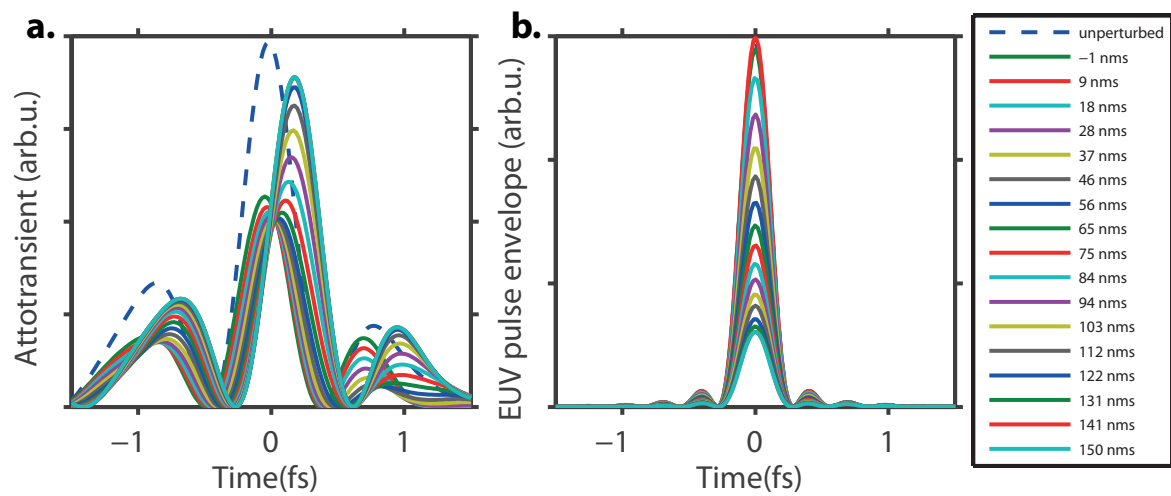 a.
Attotransient (arb.u.)
−1
0
1
Time(fs)
b.
EUV pulse envelope (arb.u.)
−1
0
1
Time(fs)
unperturbed
−1 nms
9 nms
18 nms
28 nms
37 nms
46 nms
56 nms
65 nms
75 nms
84 nms
94 nms
103 nms
112 nms
122 nms
131 nms
141 nms
150 nms